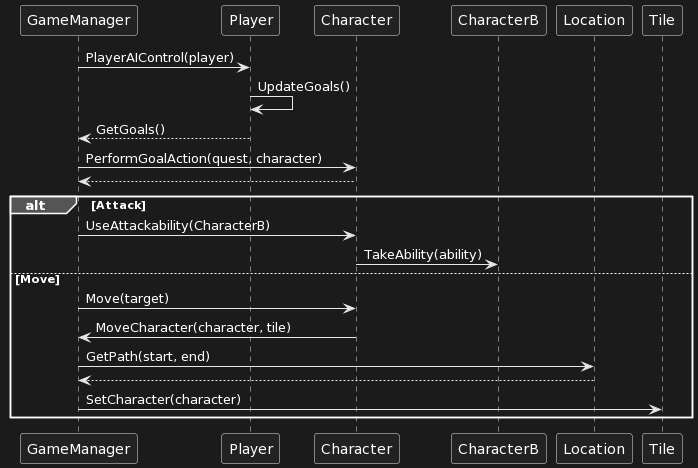 GameManager Player Character CharacterB Location Tile
PlayerAIControl(player)
UpdateGoals()
GetGoals()
PerformGoalAction(quest, character)
alt [Attack]
UseAttackability(CharacterB)
TakeAbility(ability)
[Move]
Move(target)
MoveCharacter(character, tile)
GetPath(start, end)
SetCharacter(character)
GameManager Player Character CharacterB Location Tile